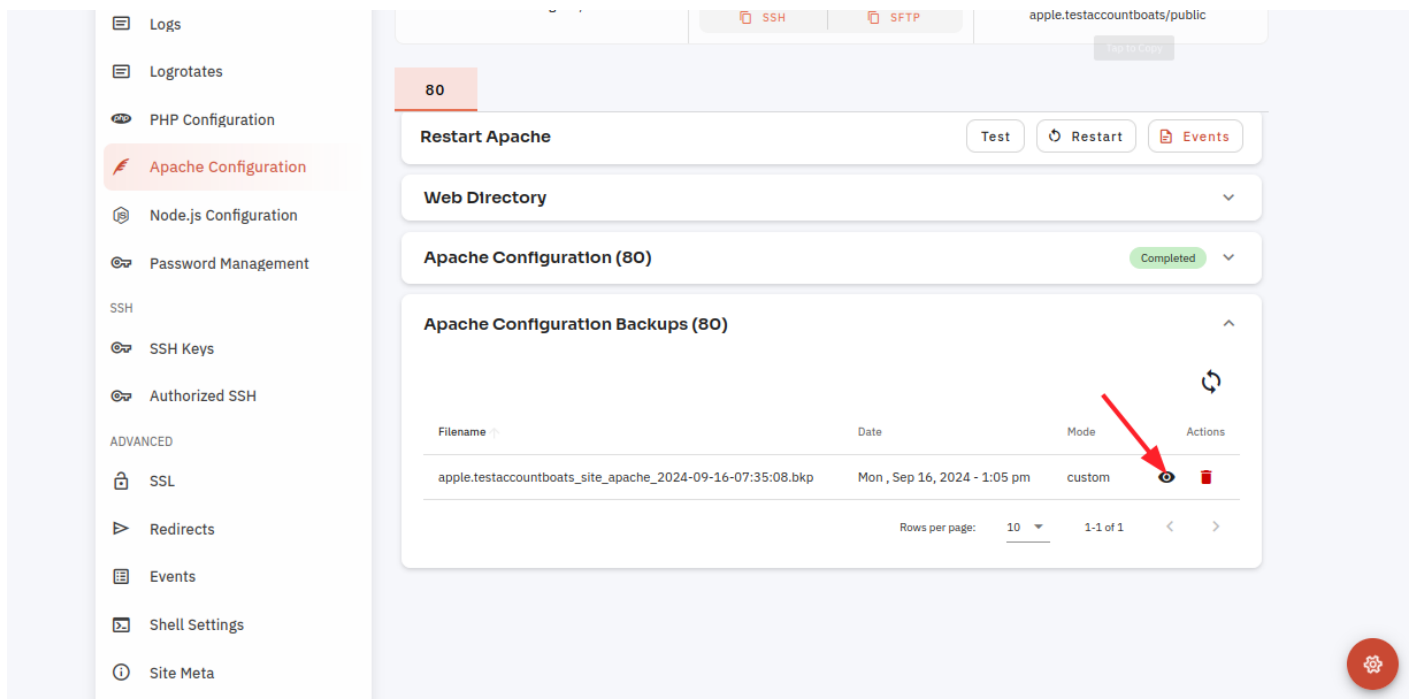 Logs
Logrotates
PHP Configuration
Apache Configuration
Node.js Configuration
Password Management
SSH
SSH Keys
Authorized SSH
ADVANCED
SSL
Redirects
Events
Shell Settings
Site Meta
SSH
SFTP
apple.testaccountboats/public
Tap to Copy
80
Restart Apache
Test
Restart
Events
Web Directory
Apache Configuration (80)
Completed
Apache Configuration Backups (80)
Filename Date Mode Actions
apple.testaccountboats_site_apache_2024-09-16-07:35:08.bkp Mon , Sep 16, 2024 - 1:05 pm custom
Rows per page: 10 1-1 of 1